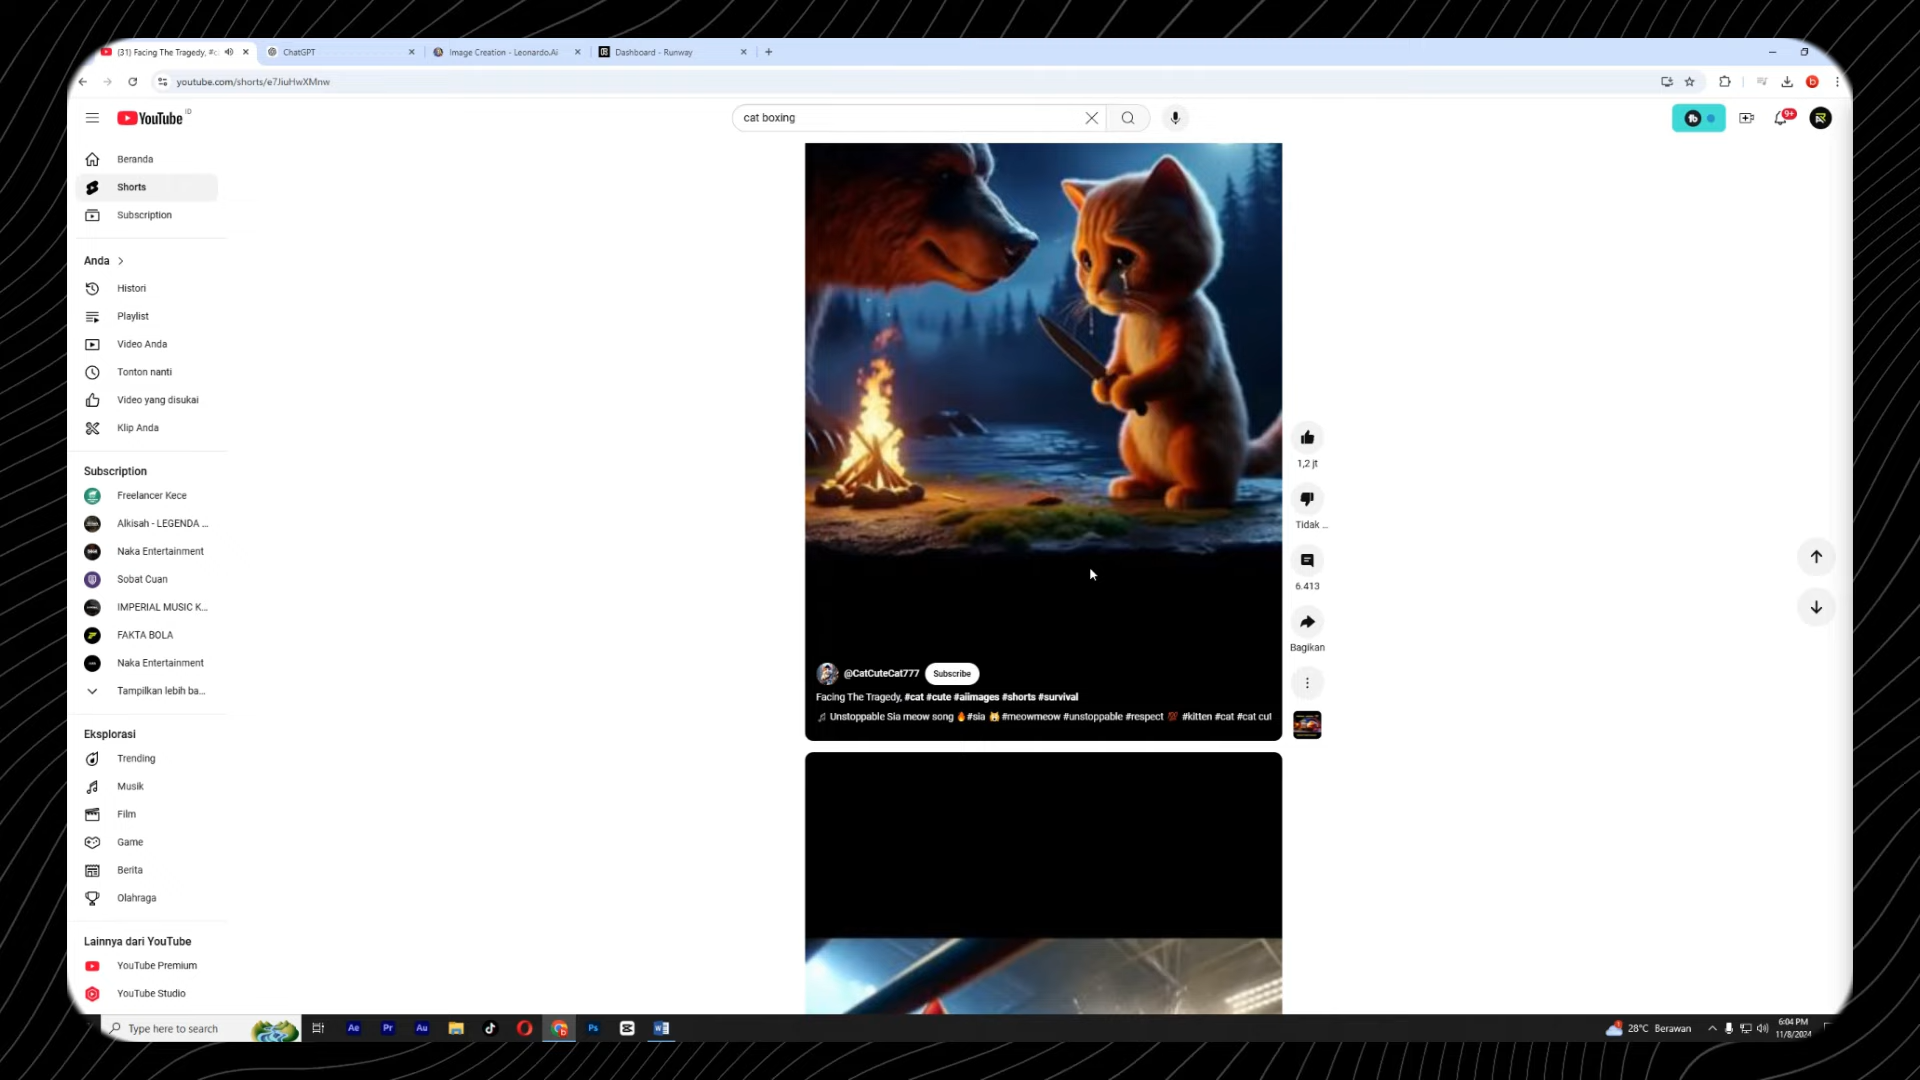 (31) Facing The Tragedy, #c
ChatGPT
Image Creation - Leonardo.Ai
Dashboard - Runway
youtube.com/shorts/e7JiuHwXMnw
YouTube ID
cat boxing
9+
Beranda
Shorts
Subscription
Anda
Histori
Playlist
Video Anda
Tonton nanti
Video yang disukai
Klip Anda
Subscription
Freelancer Kece
Alkisah - LEGENDA ...
Naka Entertainment
Sobat Cuan
IMPERIAL MUSIC K...
FAKTA BOLA
Naka Entertainment
Tampilkan lebih ba...
Eksplorasi
Trending
Musik
Film
Game
Berita
Olahraga
Lainnya dari YouTube
YouTube Premium
YouTube Studio
1,2 jt
Tidak ...
6.413
Bagikan
@CatCuteCat777
Subscribe
Facing The Tragedy, #cat #cute #aiimages #shorts #survival
Unstoppable Sia meow song 🔥#sia 🐱 #meowmeow #unstoppable #respect 💯 #kitten #cat #cat cut
Type here to search
Ae
Pr
Au
Ps
28°C Berawan
6:04 PM
11/8/2024